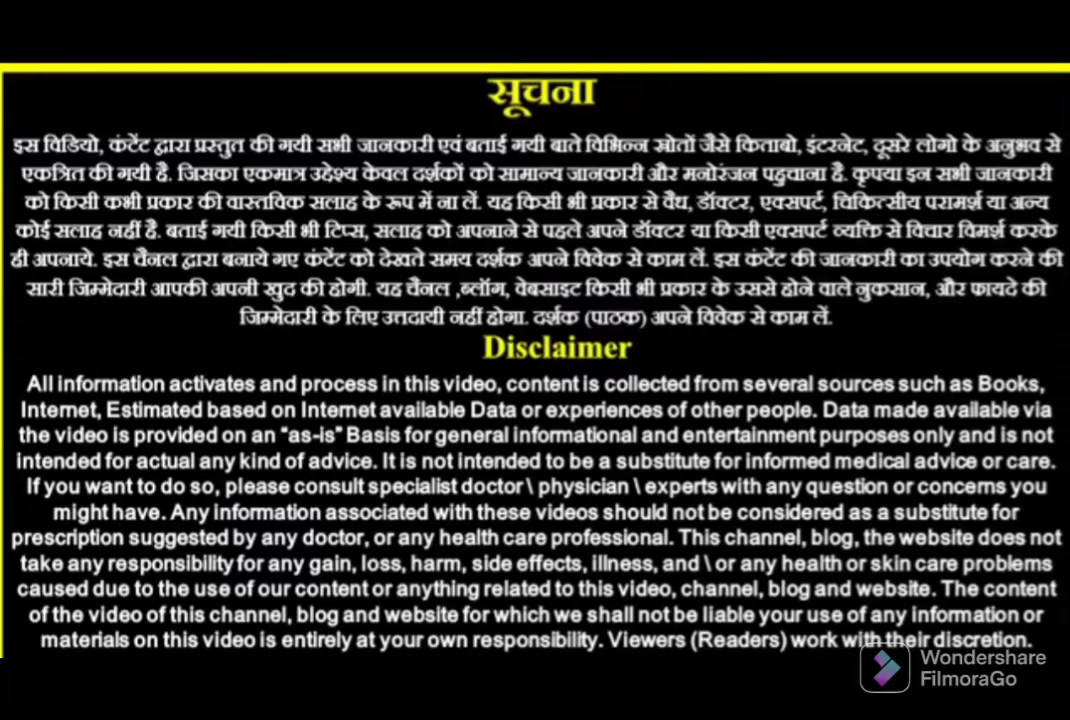 सूचना
इस विडियो, कंटेंट द्वारा प्रस्तुत की गयी सभी जानकारी एवं बताई गयी बाते विभिन्न स्रोतों जैसे किताबो, इंटरनेट, दूसरे लोगो के अनुभव से
एकत्रित की गयी है. जिसका एकमात्र उद्देश्य केवल दर्शकों को सामान्य जानकारी और मनोरंजन पहुचाना है. कृपया इन सभी जानकारी
को किसी कभी प्रकार की वास्तविक सलाह के रूप में ना लें. यह किसी भी प्रकार से वैध, डॉक्टर, एक्सपर्ट, चिकित्सीय परामर्श या अन्य
कोई सलाह नहीं है. बताई गयी किसी भी टिप्स, सलाह को अपनाने से पहले अपने डॉक्टर या किसी एक्सपर्ट व्यक्ति से विचार विमर्श करके
ही अपनाये. इस चैनल द्वारा बनाये गए कंटेंट को देखते समय दर्शक अपने विवेक से काम लें. इस कंटेंट की जानकारी का उपयोग करने की
सारी जिम्मेदारी आपकी अपनी खुद की होगी. यह चैनल ,ब्लॉग, वेबसाइट किसी भी प्रकार के उससे होने वाले नुकसान, और फायदे की
जिम्मेदारी के लिए उत्तदायी नहीं होगा. दर्शक (पाठक) अपने विवेक से काम लें.
Disclaimer
All information activates and process in this video, content is collected from several sources such as Books,
Internet, Estimated based on Internet available Data or experiences of other people. Data made available via
the video is provided on an “as-is” Basis for general informational and entertainment purposes only and is not
intended for actual any kind of advice. It is not intended to be a substitute for informed medical advice or care.
If you want to do so, please consult specialist doctor \ physician \ experts with any question or concerns you
might have. Any information associated with these videos should not be considered as a substitute for
prescription suggested by any doctor, or any health care professional. This channel, blog, the website does not
take any responsibility for any gain, loss, harm, side effects, illness, and \ or any health or skin care problems
caused due to the use of our content or anything related to this video, channel, blog and website. The content
of the video of this channel, blog and website for which we shall not be liable your use of any information or
materials on this video is entirely at your own responsibility. Viewers (Readers) work with their discretion.
Wondershare
FilmoraGo